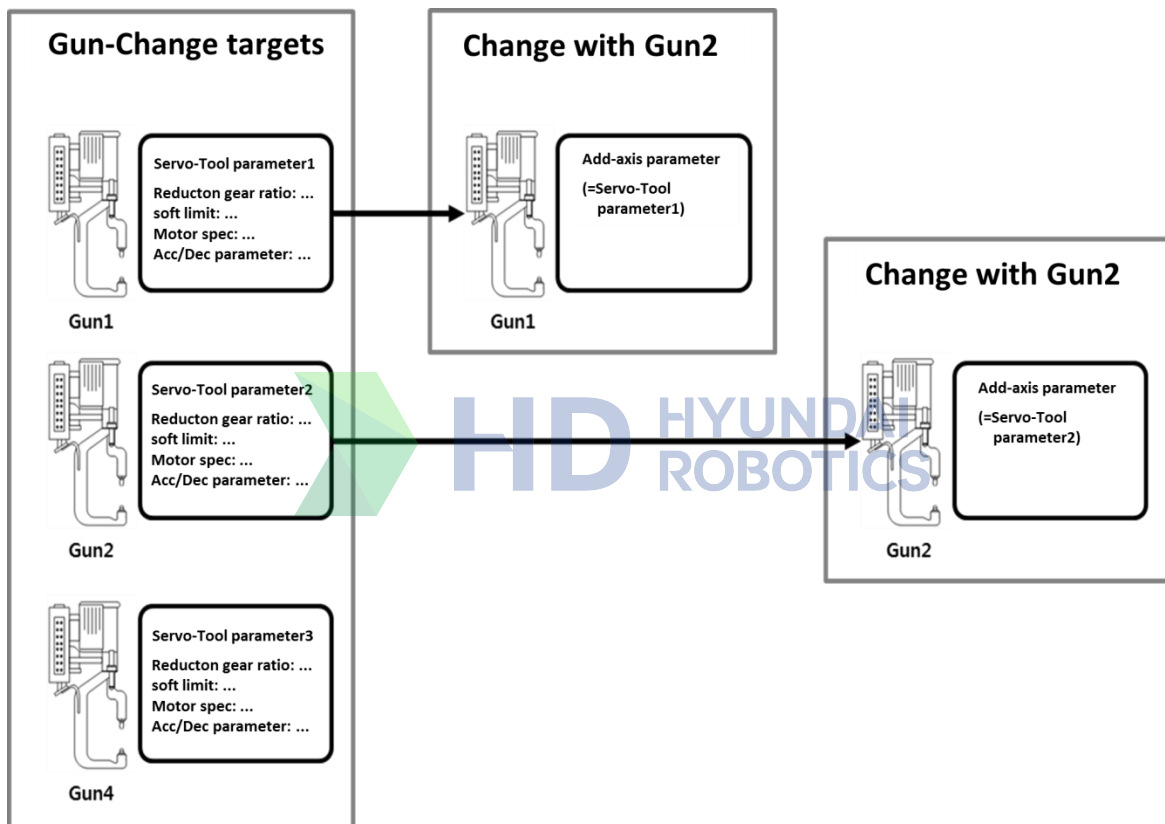 Gun-Change targets
Servo-Tool parameter1
Reducton gear ratio: ...
soft limit: ...
Motor spec: ...
Acc/Dec parameter: ...
Gun1
Servo-Tool parameter2
Reducton gear ratio: ...
soft limit: ...
Motor spec: ...
Acc/Dec parameter: ...
Gun2
Servo-Tool parameter3
Reducton gear ratio: ...
soft limit: ...
Motor spec: ...
Acc/Dec parameter: ...
Gun4
Change with Gun2
Add-axis parameter
(=Servo-Tool
parameter1)
Gun1
Change with Gun2
Add-axis parameter
(=Servo-Tool
parameter2)
Gun2
HD HYUNDAI
ROBOTICS